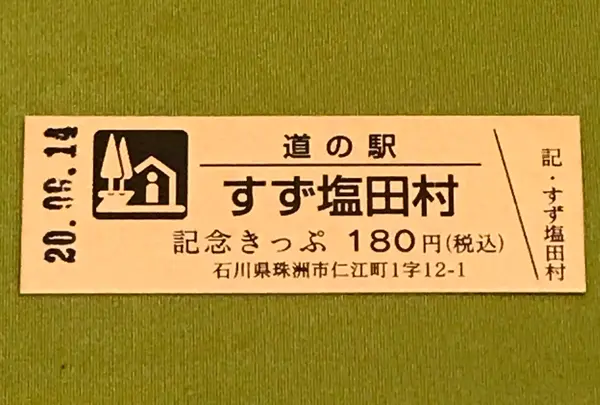 20.06.14
道の駅
すず塩田村
記念きっぷ 180円(税込)
石川県珠洲市仁江町1字12-1
記・すず塩田村